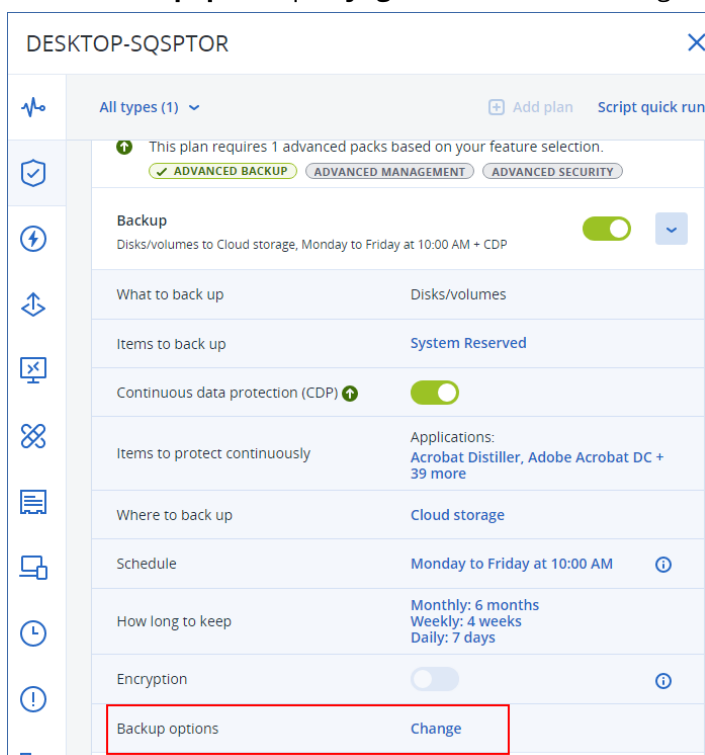 DESKTOP-SQSPTOR
All types (1)
Add plan
Script quick run
This plan requires 1 advanced packs based on your feature selection.
ADVANCED BACKUP
ADVANCED MANAGEMENT
ADVANCED SECURITY
Backup
Disks/volumes to Cloud storage, Monday to Friday at 10:00 AM + CDP
What to back up
Disks/volumes
Items to back up
System Reserved
Continuous data protection (CDP)
Items to protect continuously
Applications:
Acrobat Distiller, Adobe Acrobat DC +
39 more
Where to back up
Cloud storage
Schedule
Monday to Friday at 10:00 AM
How long to keep
Monthly: 6 months
Weekly: 4 weeks
Daily: 7 days
Encryption
Backup options
Change